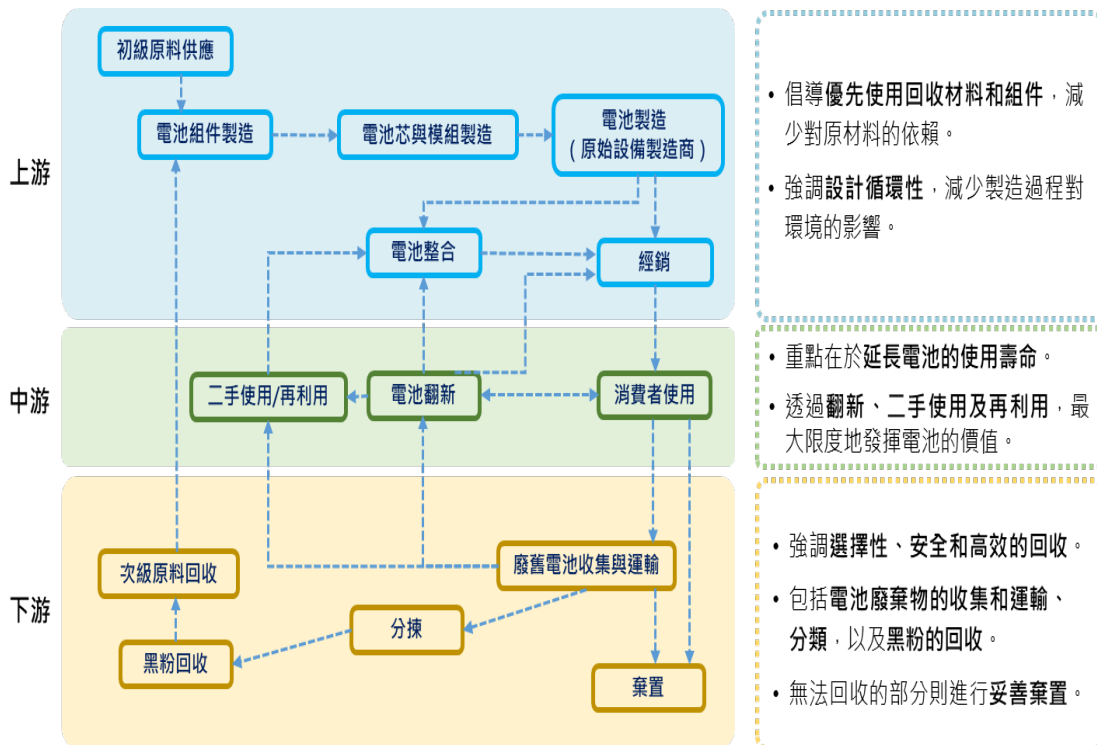 初級原料供應
電池組件製造
電池芯與模組製造
電池製造
(原始設備製造商)
上游
電池整合
經銷
• 倡導優先使用回收材料和組件，減
少對原材料的依賴。
• 強調設計循環性，減少製造過程對
環境的影響。
中游
二手使用/再利用
電池翻新
消費者使用
• 重點在於延長電池的使用壽命。
• 透過翻新、二手使用及再利用，最
大限度地發揮電池的價值。
下游
次級原料回收
廢舊電池收集與運輸
分揀
黑粉回收
棄置
• 強調選擇性、安全和高效的回收。
• 包括電池廢棄物的收集和運輸、
分類，以及黑粉的回收。
• 無法回收的部分則進行妥善棄置。